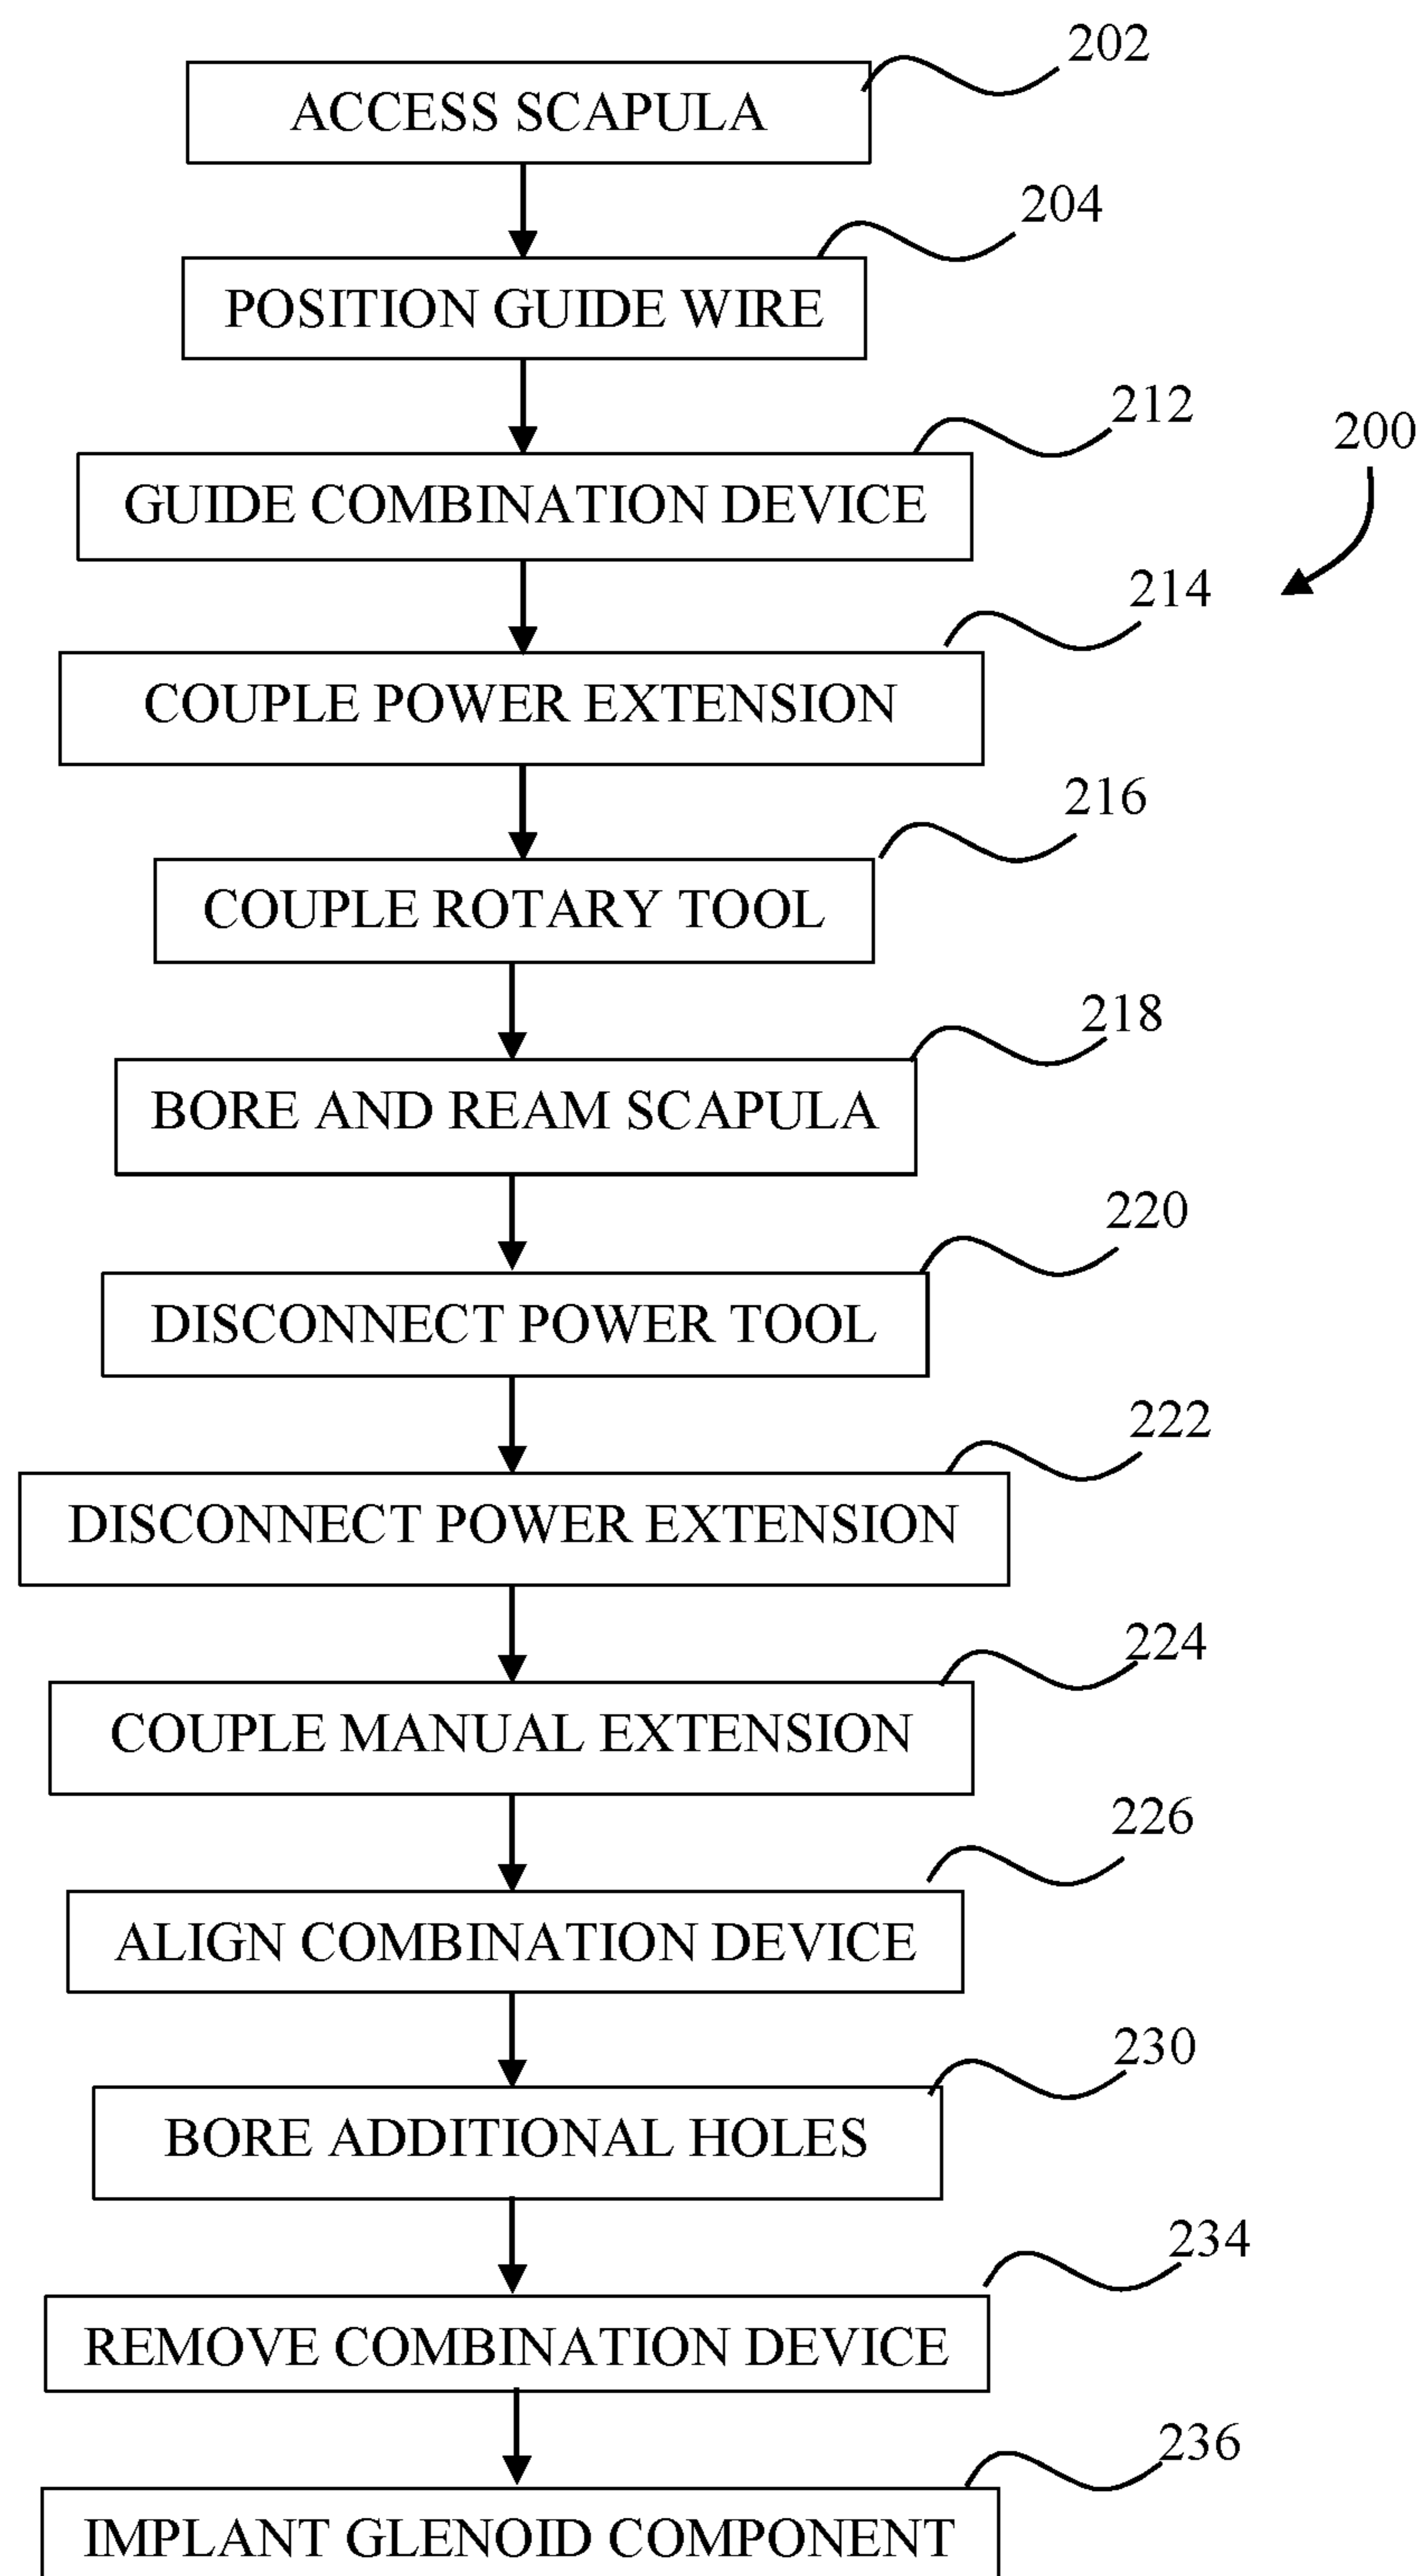 202
ACCESS SCAPULA
204
POSITION GUIDE WIRE
212
200
GUIDE COMBINATION DEVICE
214
COUPLE POWER EXTENSION
216
COUPLE ROTARY TOOL
218
BORE AND REAM SCAPULA
220
DISCONNECT POWER TOOL
222
DISCONNECT POWER EXTENSION
224
COUPLE MANUAL EXTENSION
226
ALIGN COMBINATION DEVICE
230
BORE ADDITIONAL HOLES
234
REMOVE COMBINATION DEVICE
236
IMPLANT GLENOID COMPONENT